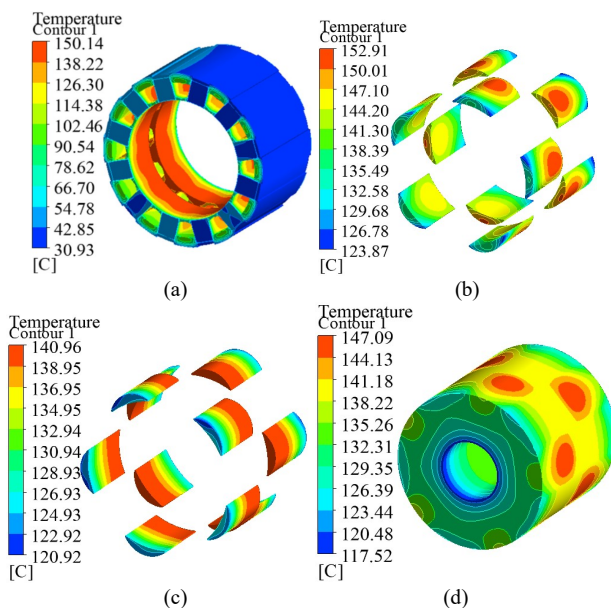 Temperature
Contour 1
150.14
138.22
126.30
114.38
102.46
90.54
78.62
66.70
54.78
42.85
30.93
[C]
(a)
Temperature
Contour 1
152.91
150.01
147.10
144.20
141.30
138.39
135.49
132.58
129.68
126.78
123.87
[C]
(b)
Temperature
Contour 1
140.96
138.95
136.95
134.95
132.94
130.94
128.93
126.93
124.93
122.92
120.92
[C]
(c)
Temperature
Contour 1
147.09
144.13
141.18
138.22
135.26
132.31
129.35
126.39
123.44
120.48
117.52
[C]
(d)